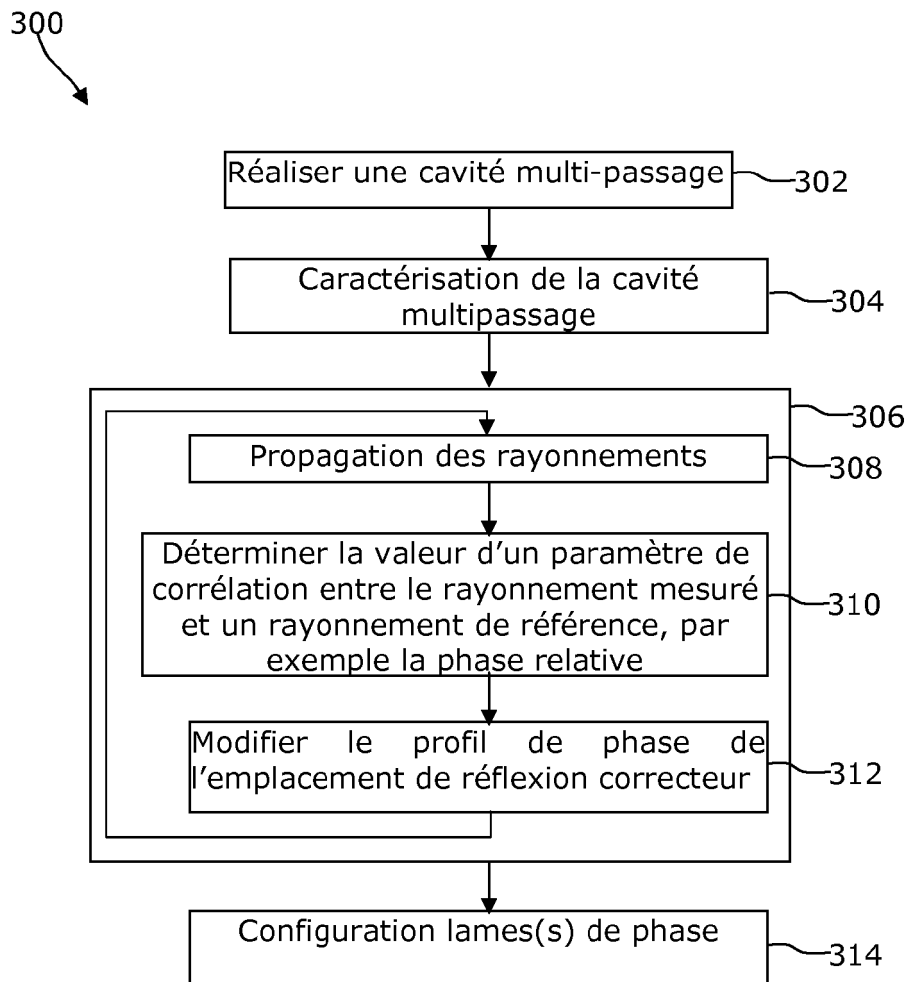 300
Réaliser une cavité multi-passage
302
Caractérisation de la cavité
multipassage
304
306
Propagation des rayonnements
308
Déterminer la valeur d'un paramètre de
corrélation entre le rayonnement mesuré
et un rayonnement de référence, par
exemple la phase relative
310
Modifier le profil de phase de
l'emplacement de réflexion correcteur
312
Configuration lames(s) de phase
314